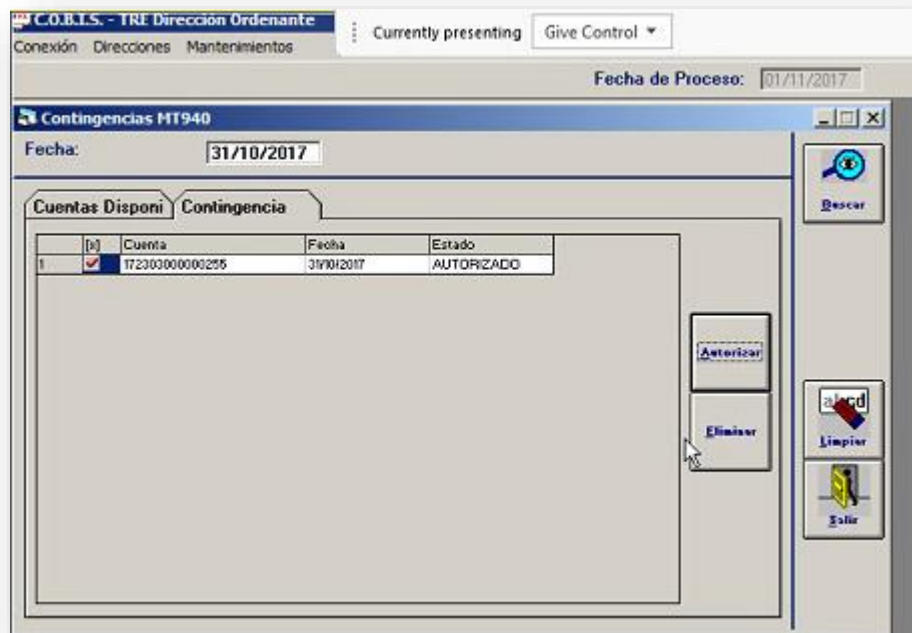 C.O.B.I.S. - TRE Dirección Ordenante
Currently presenting Give Control
Conexión Direcciones Mantenimientos
Fecha de Proceso: 01/11/2017
Contingencias MT940
Fecha: 31/10/2017
Buscar
Cuentas Disponi Contingencia
[x] Cuenta Fecha Estado
1 172303000000255 31/10/2017 AUTORIZADO
Autorizar
abcd
Eliminar
Limpiar
Salir